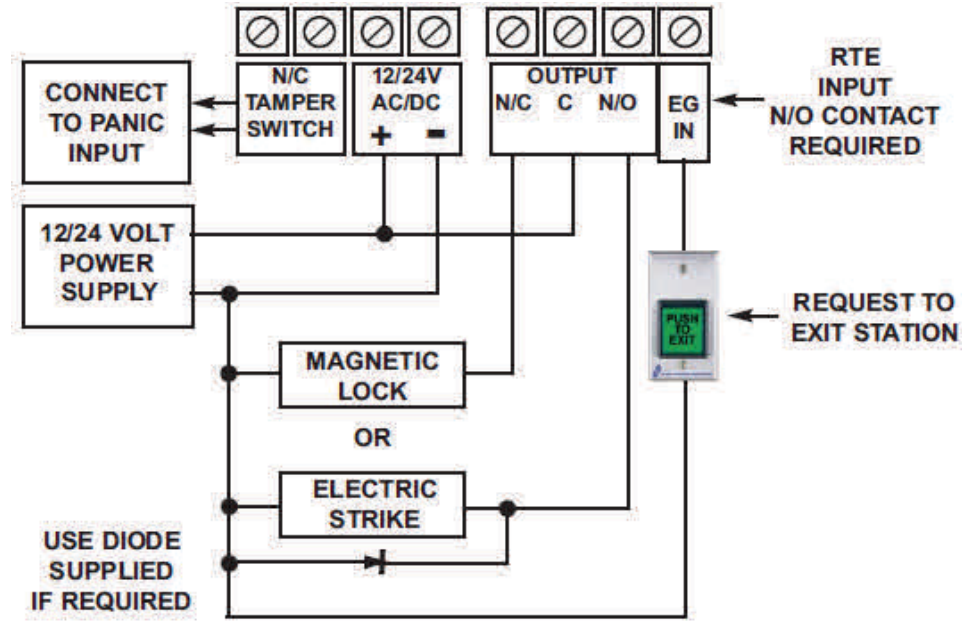 CONNECT
TO PANIC
INPUT
N/C
TAMPER
SWITCH
12/24V
AC/DC
+ -
OUTPUT
N/C C N/O
EG
IN
RTE
INPUT
N/O CONTACT
REQUIRED
12/24 VOLT
POWER
SUPPLY
PUSH
TO
EXIT
REQUEST TO
EXIT STATION
MAGNETIC
LOCK
OR
ELECTRIC
STRIKE
USE DIODE
SUPPLIED
IF REQUIRED